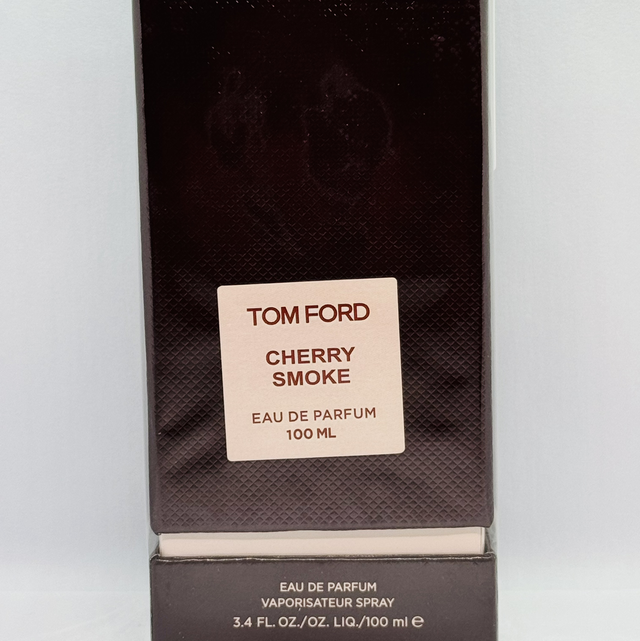 TOM FORD
CHERRY
SMOKE
EAU DE PARFUM
100 ML
EAU DE PARFUM
VAPORISATEUR SPRAY
3.4 FL. OZ./OZ. LIQ./100 ml ℮